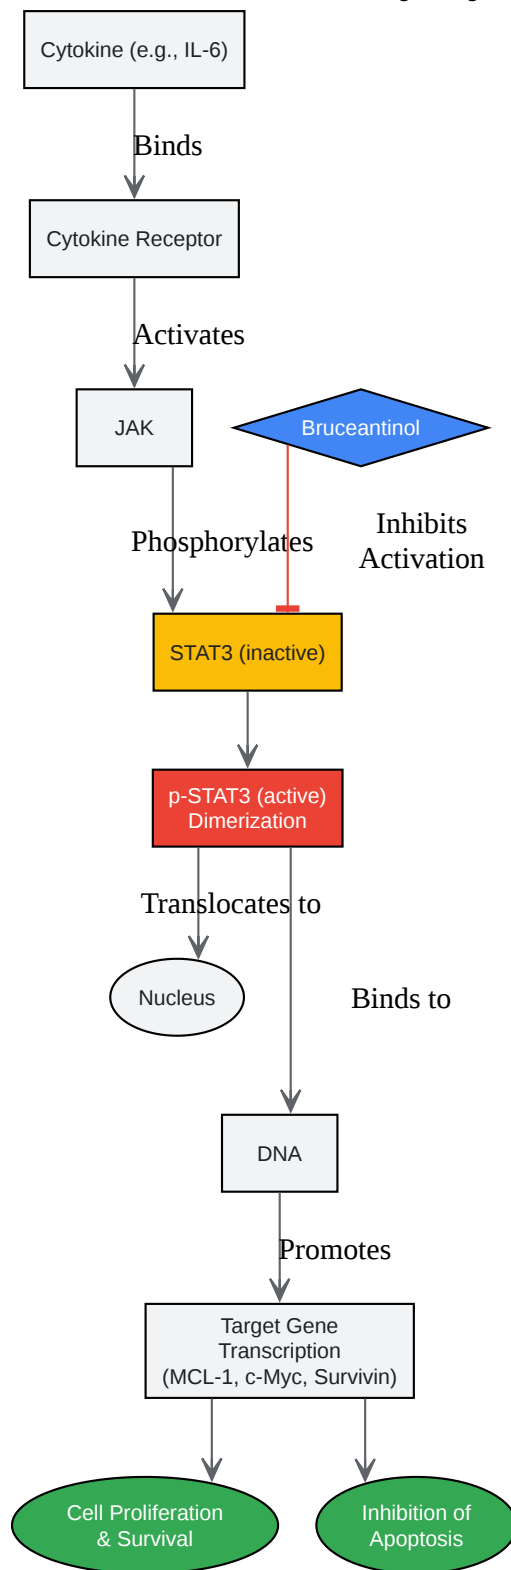 Cytokine (e.g., IL-6)
Binds
Cytokine Receptor
Activates
JAK
Bruceantinol
Phosphorylates
Inhibits
Activation
STAT3 (inactive)
p-STAT3 (active)
Dimerization
Translocates to
Nucleus
Binds to
DNA
Promotes
Target Gene
Transcription
(MCL-1, c-Myc, Survivin)
Cell Proliferation
& Survival
Inhibition of
Apoptosis